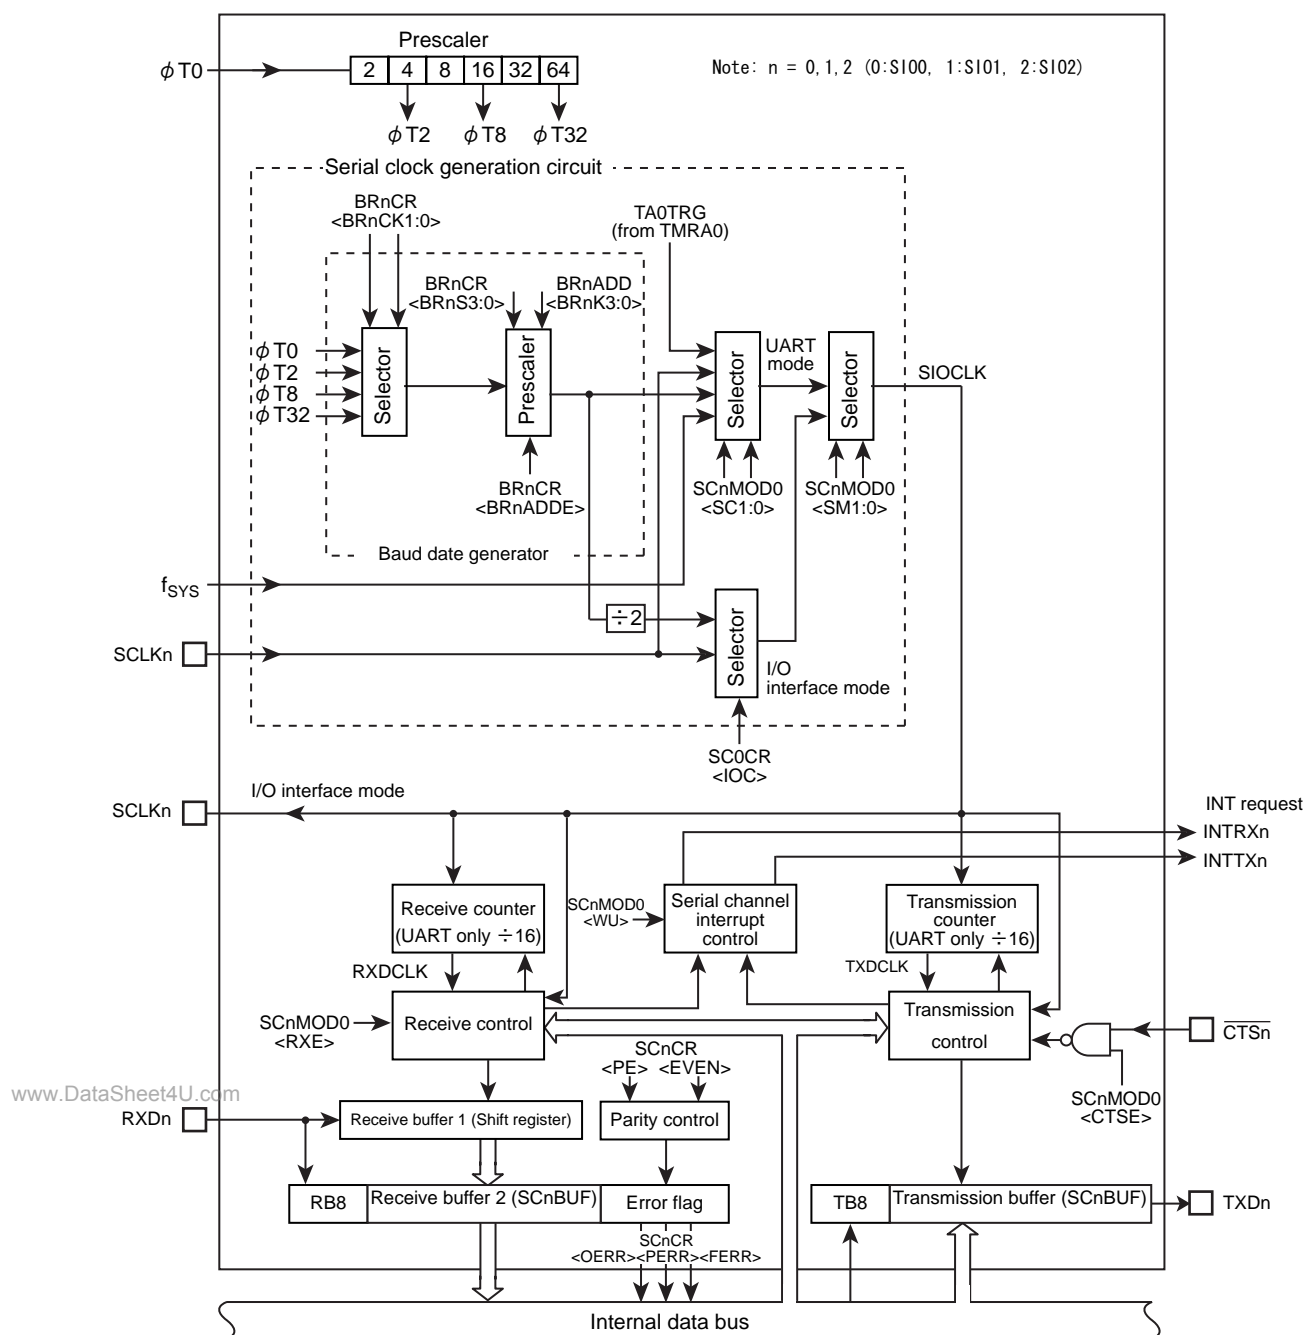 Prescaler
ϕT0
2 4 8 16 32 64
Note: n = 0,1,2 (0:SIO0, 1:SIO1, 2:SIO2)
ϕT2 ϕT8 ϕT32
Serial clock generation circuit
BRnCR
<BRnCK1:0>
TA0TRG
(from TMRA0)
BRnCR
<BRnS3:0>
BRnADD
<BRnK3:0>
ϕT0
ϕT2
ϕT8
ϕT32
Selector
Prescaler
Selector
UART
mode
Selector
SIOCLK
BRnCR
<BRnADDE>
SCnMOD0
<SC1:0>
SCnMOD0
<SM1:0>
Baud date generator
fSYS
÷2
SCLKn
Selector
I/O
interface mode
SC0CR
<IOC>
I/O interface mode
SCLKn
INT request
INTRXn
INTTXn
Receive counter
(UART only ÷16)
SCnMOD0
<WU>
Serial channel
interrupt
control
Transmission
counter
(UART only ÷16)
RXDCLK
TXDCLK
SCnMOD0
<RXE>
Receive control
Transmission
control
CTSn
SCnMOD0
<CTSE>
SCnCR
<PE> <EVEN>
www.DataSheet4U.com
RXDn
Receive buffer 1 (Shift register)
Parity control
RB8
Receive buffer 2 (SCnBUF)
Error flag
TB8
Transmission buffer (SCnBUF)
TXDn
SCnCR
<OERR><PERR><FERR>
Internal data bus